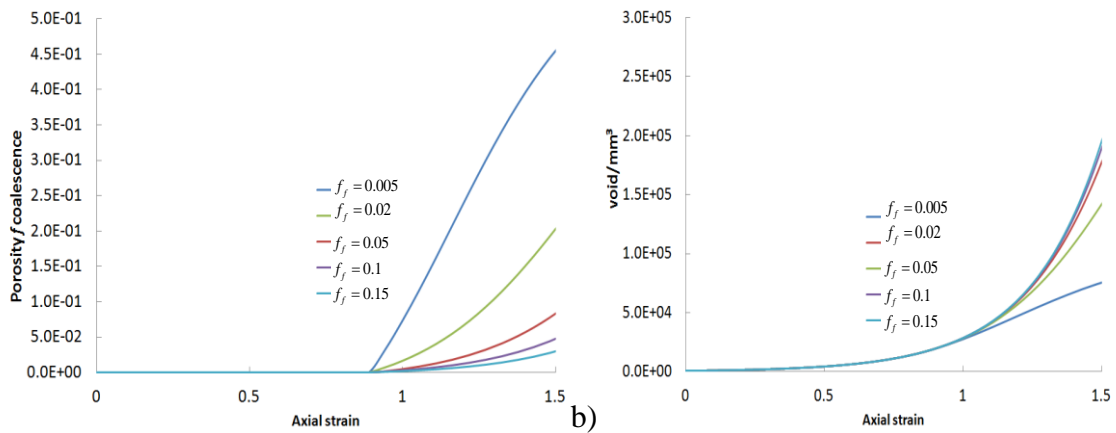 5.0E-01
4.5E-01
4.0E-01
3.5E-01
3.0E-01
2.5E-01
2.0E-01
1.5E-01
1.0E-01
5.0E-02
0.0E+00
Porosity f coalescence
f_f = 0.005
f_f = 0.02
f_f = 0.05
f_f = 0.1
f_f = 0.15
0 0.5 1 1.5
Axial strain
b)
3.0E+05
2.5E+05
2.0E+05
1.5E+05
1.0E+05
5.0E+04
0.0E+00
void/mm³
f_f = 0.005
f_f = 0.02
f_f = 0.05
f_f = 0.1
f_f = 0.15
0 0.5 1 1.5
Axial strain